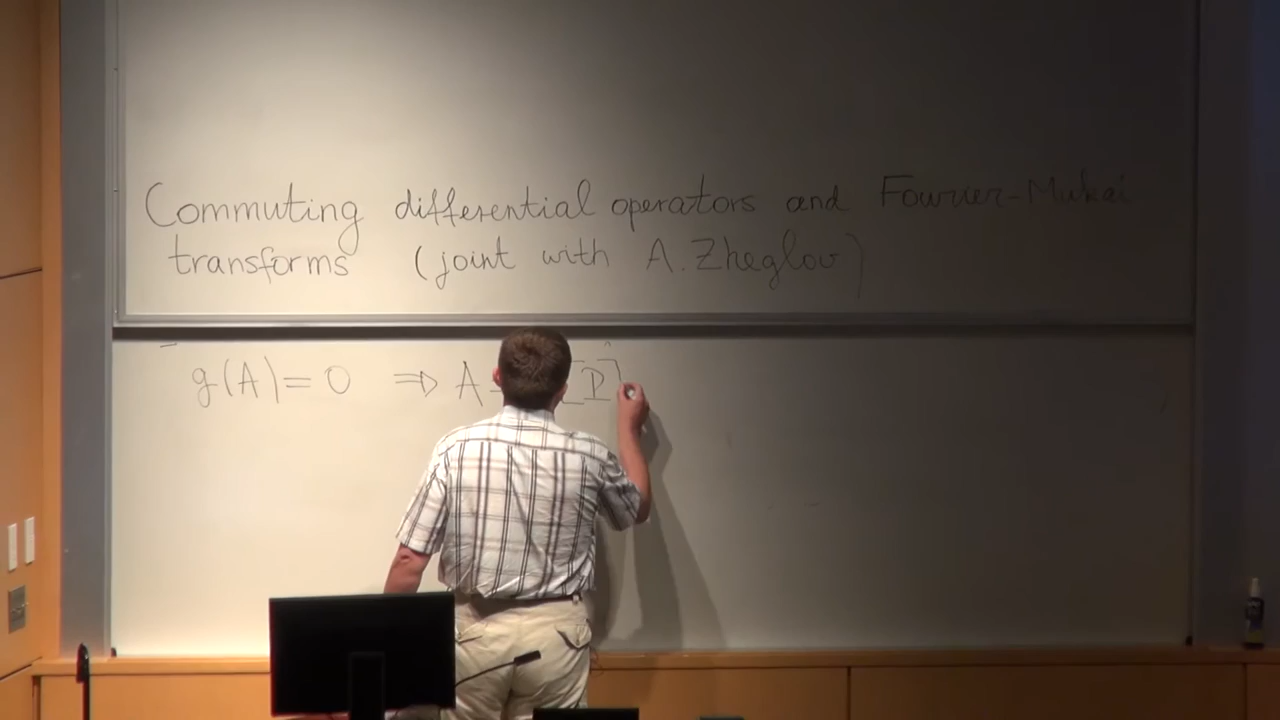 Commuting differential operators and Fourier-Mukai
transforms (joint with A. Zheglov)
g(A) = 0 ⇒ A